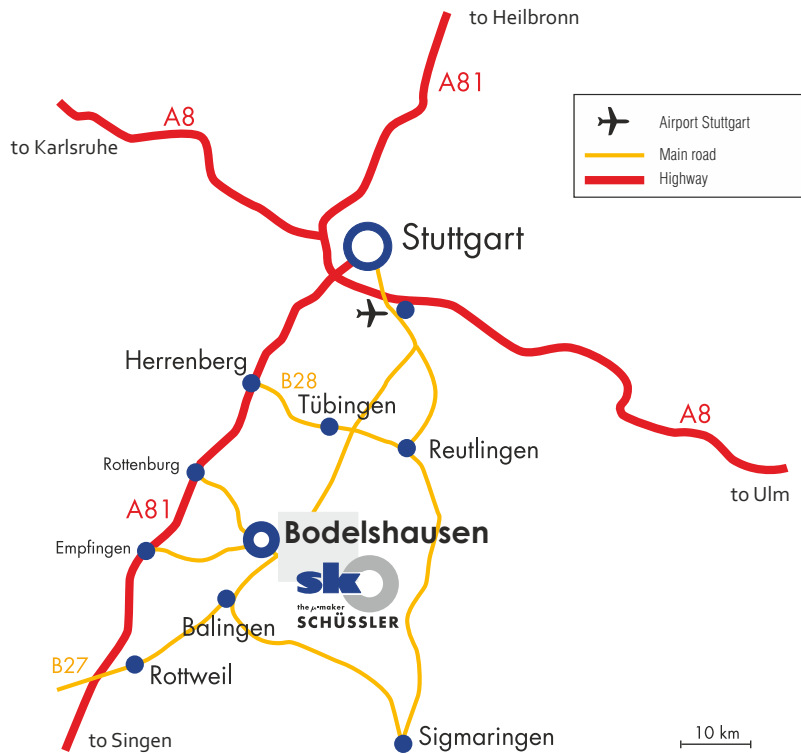 to Heilbronn
A81
A8
to Karlsruhe
Airport Stuttgart
Main road
Highway
Stuttgart
Herrenberg
B28
Tübingen
A8
Reutlingen
Rottenburg
to Ulm
A81
Bodelshausen
Empfingen
sk
the µ-maker
SCHÜSSLER
Balingen
B27
Rottweil
to Singen
Sigmaringen
10 km